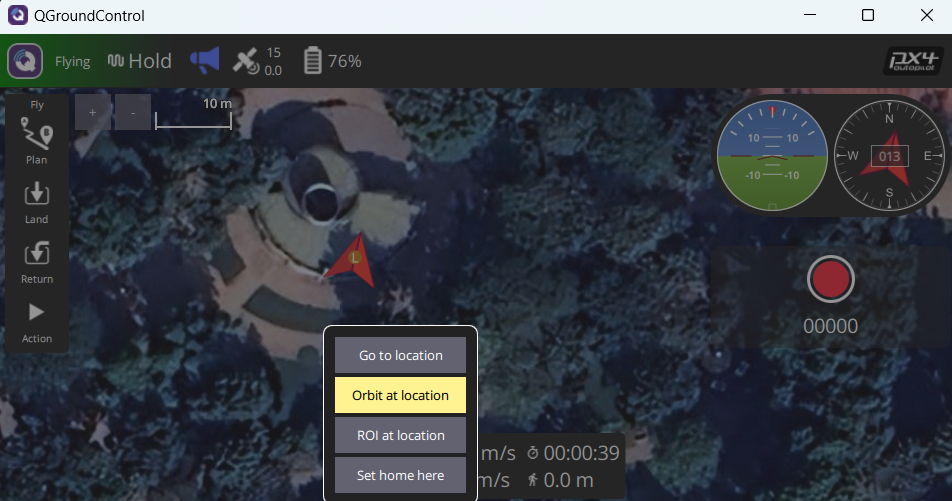 QGroundControl
Flying
Hold
15
0.0
76%
PX4
autopilot
Fly
Plan
Land
Return
Action
+
-
10 m
B
L
10 10
-10 -10
N
W 013 E
S
00000
Go to location
Orbit at location
ROI at location
Set home here
m/s 00:00:39
m/s 0.0 m